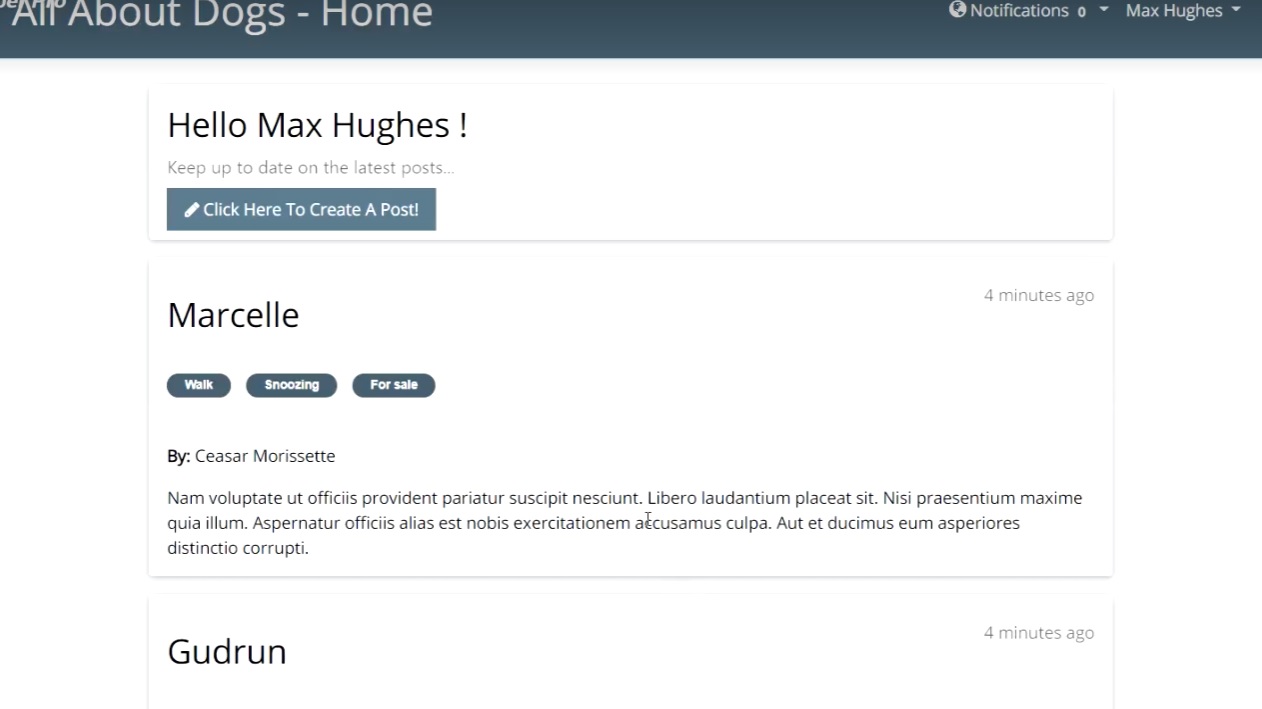 All About Dogs - Home
Notifications 0
Max Hughes
Hello Max Hughes !
Keep up to date on the latest posts...
Click Here To Create A Post!
4 minutes ago
Marcelle
Walk Snoozing For sale
By: Ceasar Morissette
Nam voluptate ut officiis provident pariatur suscipit nesciunt. Libero laudantium placeat sit. Nisi praesentium maxime
quia illum. Aspernatur officiis alias est nobis exercitationem accusamus culpa. Aut et ducimus eum asperiores
distinctio corrupti.
4 minutes ago
Gudrun